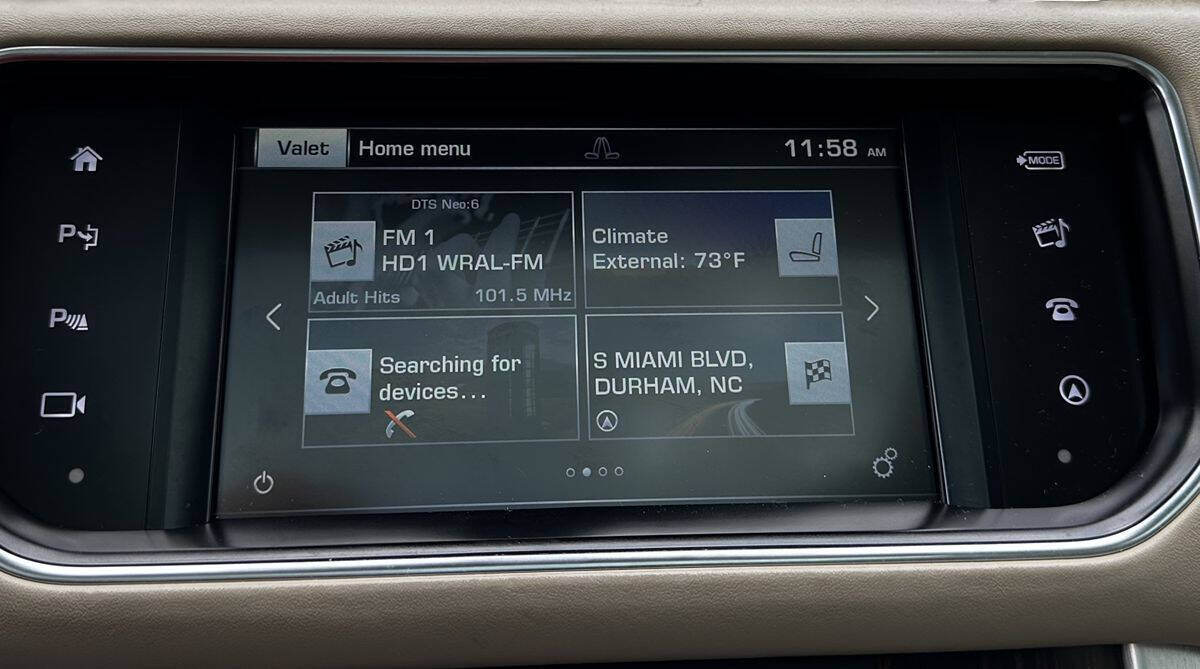 Valet Home menu 11:58 AM
MODE
DTS Neo:6
FM 1
HD1 WRAL-FM
Adult Hits 101.5 MHz
Climate
External: 73°F
P
P
Searching for
devices...
S MIAMI BLVD,
DURHAM, NC